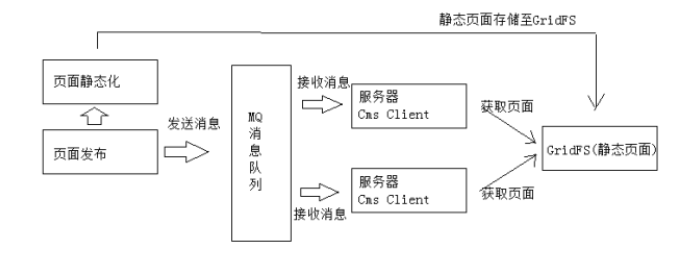 静态页面存储至GridFS
页面静态化
页面发布
发送消息
MQ
消
息
队
列
接收消息
服务器
Cms Client
获取页面
服务器
Cms Client
接收消息
获取页面
GridFS(静态页面)